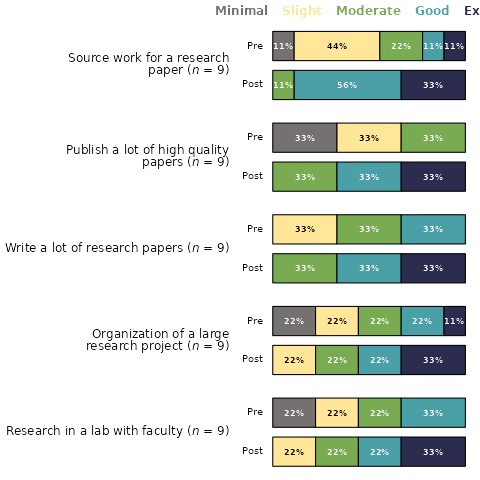 Minimal Slight Moderate Good Ex
Source work for a research
paper (n = 9)
Pre 11% 44% 22% 11% 11%
Post 11% 56% 33%
Publish a lot of high quality
papers (n = 9)
Pre 33% 33% 33%
Post 33% 33% 33%
Write a lot of research papers (n = 9)
Pre 33% 33% 33%
Post 33% 33% 33%
Organization of a large
research project (n = 9)
Pre 22% 22% 22% 22% 11%
Post 22% 22% 22% 33%
Research in a lab with faculty (n = 9)
Pre 22% 22% 22% 33%
Post 22% 22% 22% 33%